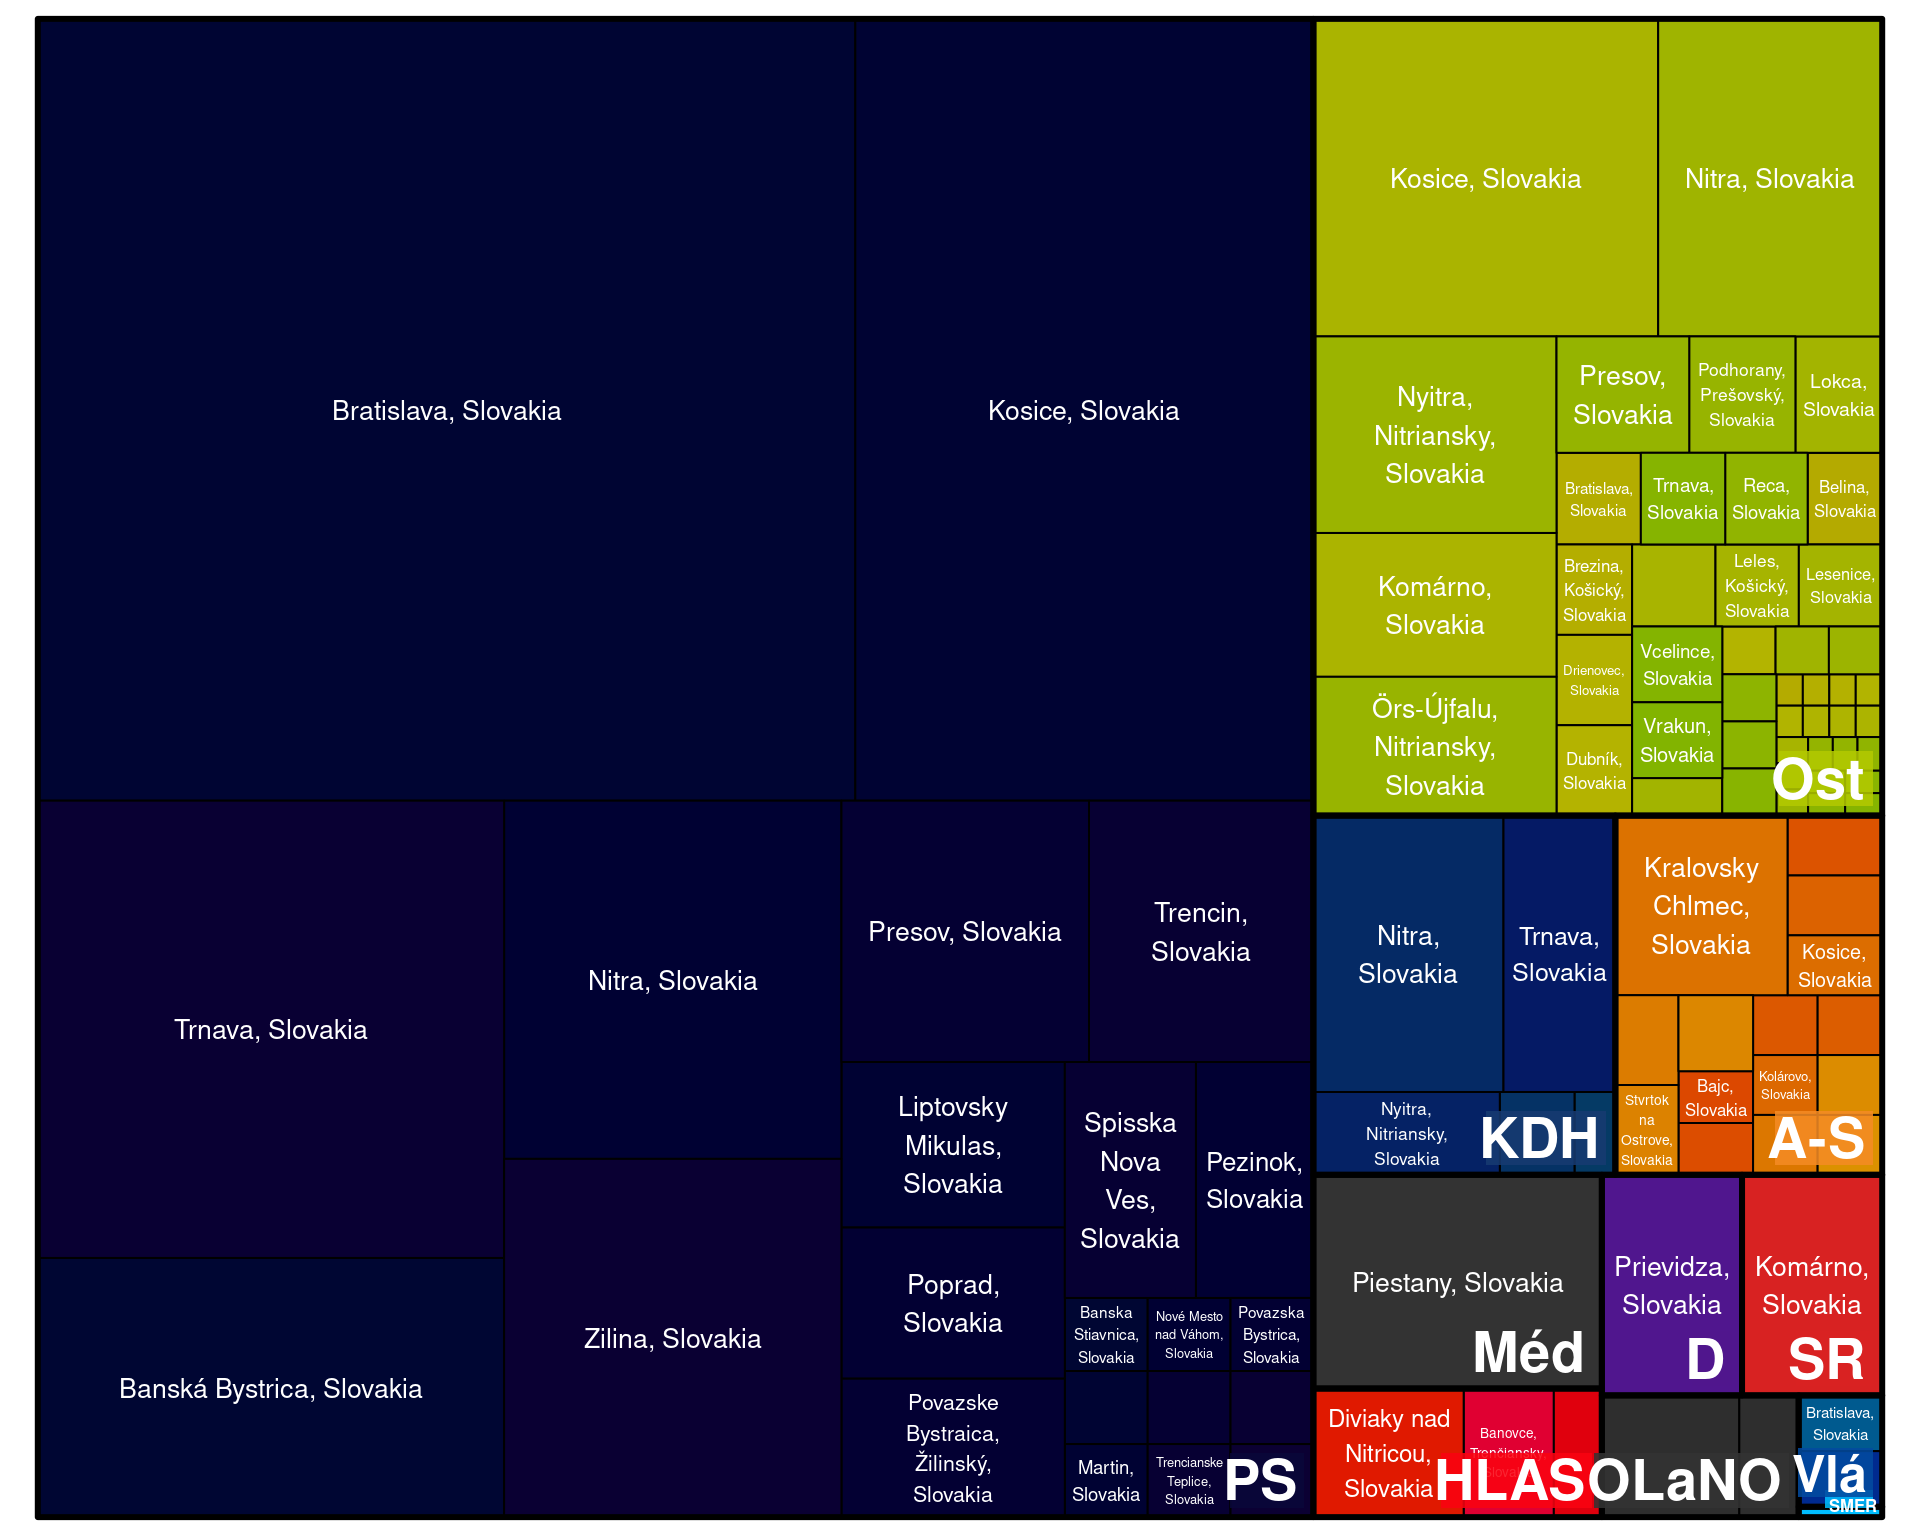 Bratislava, Slovakia
Kosice, Slovakia
Trnava, Slovakia
Banská Bystrica, Slovakia
Nitra, Slovakia
Zilina, Slovakia
Presov, Slovakia
Trencin,
Slovakia
Liptovsky
Mikulas,
Slovakia
Poprad,
Slovakia
Povazske
Bystraica,
Žilinský,
Slovakia
Spisska
Nova
Ves,
Slovakia
Pezinok,
Slovakia
Banska
Stiavnica,
Slovakia
Nové Mesto
nad Váhom,
Slovakia
Povazska
Bystrica,
Slovakia
Martin,
Slovakia
Trencianske
Teplice,
Slovakia
PS
Kosice, Slovakia
Nitra, Slovakia
Nyitra,
Nitriansky,
Slovakia
Komárno,
Slovakia
Örs-Újfalu,
Nitriansky,
Slovakia
Presov,
Slovakia
Podhorany,
Prešovský,
Slovakia
Lokca,
Slovakia
Bratislava,
Slovakia
Trnava,
Slovakia
Reca,
Slovakia
Belina,
Slovakia
Brezina,
Košický,
Slovakia
Leles,
Košický,
Slovakia
Lesenice,
Slovakia
Drienovec,
Slovakia
Vcelince,
Slovakia
Dubník,
Slovakia
Vrakun,
Slovakia
Ost
Nitra,
Slovakia
Trnava,
Slovakia
Nyitra,
Nitriansky,
Slovakia
KDH
Kralovsky
Chlmec,
Slovakia
Kosice,
Slovakia
Stvrtok
na
Ostrove,
Slovakia
Bajc,
Slovakia
Kolárovo,
Slovakia
A-S
Piestany, Slovakia
Méd
Prievidza,
Slovakia
D
Komárno,
Slovakia
SR
Diviaky nad
Nitricou,
Slovakia
Banovce,
Trenčiansky,
Slovakia
HLAS
OLaNO
Bratislava,
Slovakia
Vlá
SMER